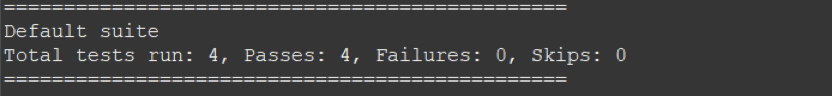 ===============================================
Default suite
Total tests run: 4, Passes: 4, Failures: 0, Skips: 0
===============================================